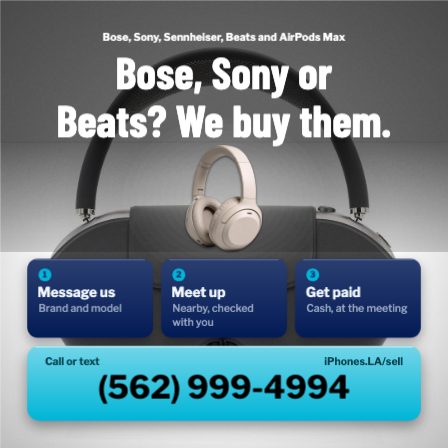 Bose, Sony, Sennheiser, Beats and AirPods Max
Bose, Sony or
Beats? We buy them.
1
Message us
Brand and model
2
Meet up
Nearby, checked
with you
3
Get paid
Cash, at the meeting
Call or text
iPhones.LA/sell
(562) 999-4994